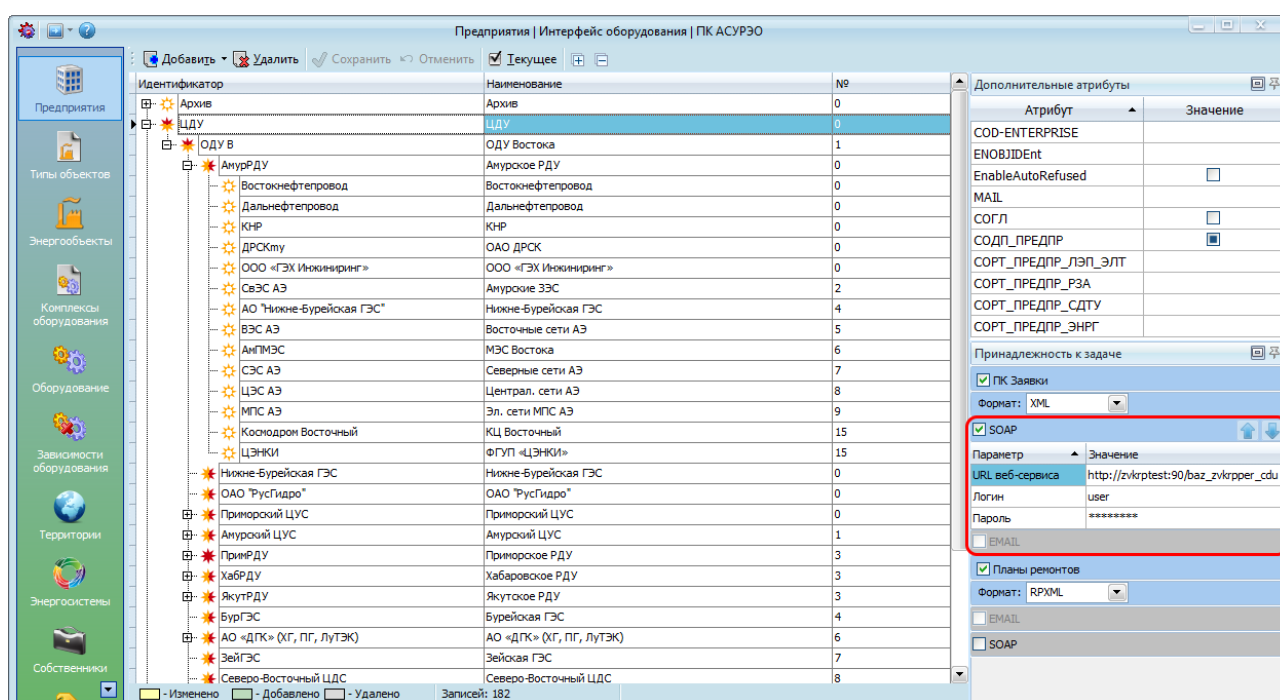 Предприятия | Интерфейс оборудования | ПК АСУРЭО
Добавить Удалить Сохранить Отменить Текущее
Предприятия
Типы объектов
Энергообъекты
Комплексы
оборудования
Оборудование
Зависимости
оборудования
Территории
Энергосистемы
Собственники
Идентификатор Наименование №
Архив Архив 0
ЦДУ ЦДУ 0
ОДУ В ОДУ Востока 1
АмурРДУ Амурское РДУ 0
Востокнефтепровод Востокнефтепровод 0
Дальнефтепровод Дальнефтепровод 0
КНР КНР 0
ДРСКту ОАО ДРСК 0
ООО «ГЭХ Инжиниринг» ООО «ГЭХ Инжиниринг» 0
СвЭС АЭ Амурские ЗЭС 2
АО "Нижне-Бурейская ГЭС" Нижне-Бурейская ГЭС 4
ВЭС АЭ Восточные сети АЭ 5
АмПМЭС МЭС Востока 6
СЭС АЭ Северные сети АЭ 7
ЦЭС АЭ Централ. сети АЭ 8
МПС АЭ Эл. сети МПС АЭ 9
Космодром Восточный КЦ Восточный 15
ЦЭНКИ ФГУП «ЦЭНКИ» 15
Нижне-Бурейская ГЭС Нижне-Бурейская ГЭС 0
ОАО "РусГидро" ОАО "РусГидро" 0
Приморский ЦУС Приморский ЦУС 0
Амурский ЦУС Амурский ЦУС 1
ПримРДУ Приморское РДУ 3
ХабРДУ Хабаровское РДУ 3
ЯкутРДУ Якутское РДУ 3
БурГЭС Бурейская ГЭС 4
АО «ДГК» (ХГ, ПГ, ЛуТЭК) АО «ДГК» (ХГ, ПГ, ЛуТЭК) 6
ЗейГЭС Зейская ГЭС 7
Северо-Восточный ЦДС Северо-Восточный ЦДС 8
- Изменено - Добавлено - Удалено Записей: 182
Дополнительные атрибуты
Атрибут Значение
COD-ENTERPRISE
ENOBJIDEnt
EnableAutoRefused
MAIL
СОГЛ
СОДП_ПРЕДПР
СОРТ_ПРЕДПР_ЛЭП_ЭЛТ
СОРТ_ПРЕДПР_РЗА
СОРТ_ПРЕДПР_СДТУ
СОРТ_ПРЕДПР_ЭНРГ
Принадлежность к задаче
ПК Заявки
Формат: XML
SOAP
Параметр Значение
URL веб-сервиса http://zvkrptest:90/baz_zvkrpper_cdu
Логин user
Пароль ********
EMAIL
Планы ремонтов
Формат: RPXML
EMAIL
SOAP